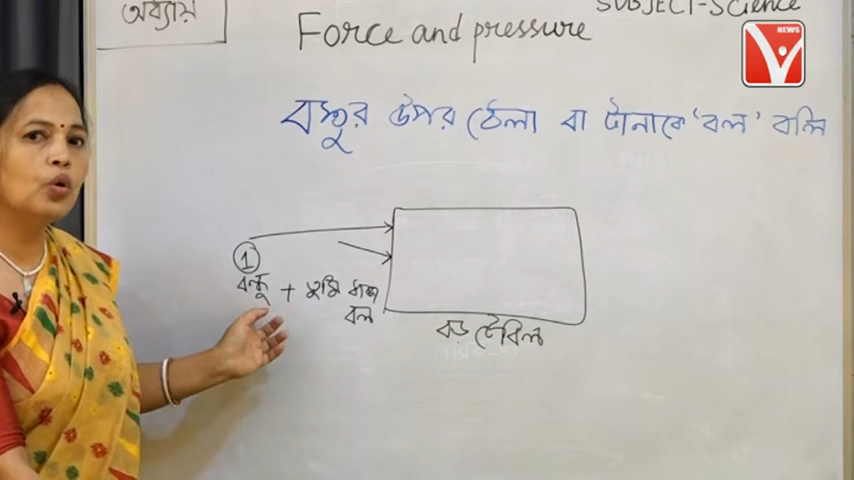 অধ্যায়
SUBJECT-Science
Force and pressure
NEWS
বস্তুর উপর ঠেলা বা টানাকে 'বল' বলি
1
বন্ধু + তুমি
বল
বড় টেবিল